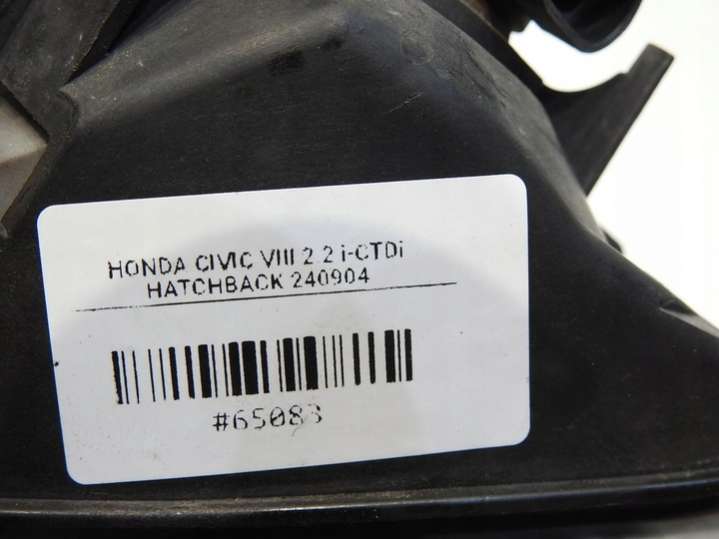 HONDA CIVIC VIII 2.2 i-CTDi
HATCHBACK 240904
#65083